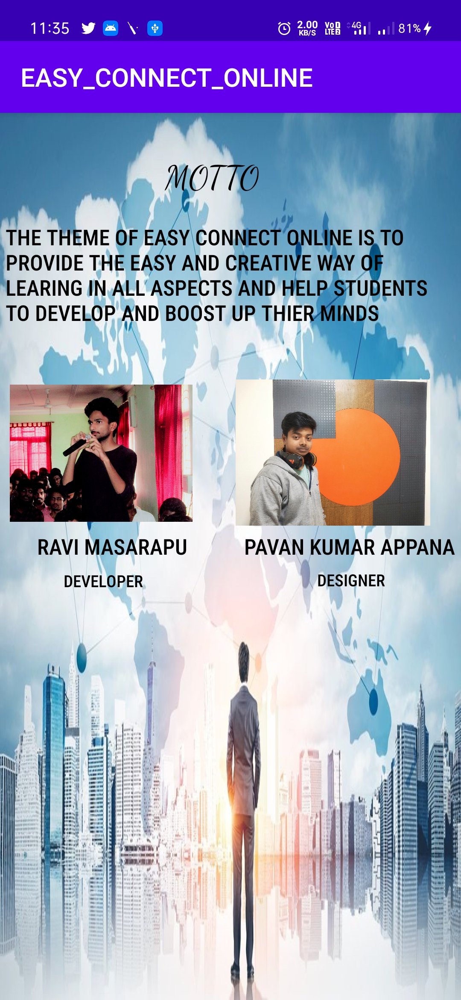 11:35 2.00 KB/S VoD LTE2 4G 81%
EASY_CONNECT_ONLINE
MOTTO
THE THEME OF EASY CONNECT ONLINE IS TO
PROVIDE THE EASY AND CREATIVE WAY OF
LEARING IN ALL ASPECTS AND HELP STUDENTS
TO DEVELOP AND BOOST UP THIER MINDS
RAVI MASARAPU
PAVAN KUMAR APPANA
DEVELOPER
DESIGNER